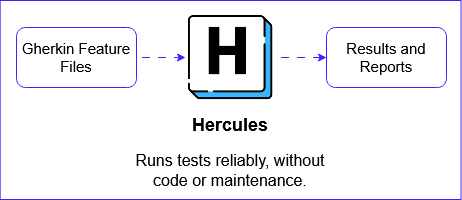 Gherkin Feature
Files
H
Results and
Reports
Hercules
Runs tests reliably, without
code or maintenance.